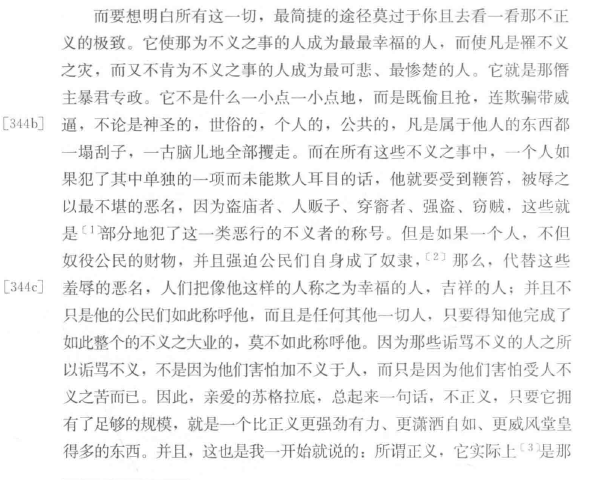 而要想明白所有这一切，最简捷的途径莫过于你且去看一看那不正
义的极致。它使那为不义之事的人成为最最幸福的人，而使凡是罹不义
之灾，而又不肯为不义之事的人成为最可悲、最惨楚的人。它就是那僭
主暴君专政。它不是什么一小点一小点地，而是既偷且抢，连欺骗带威
[344b] 逼，不论是神圣的，世俗的，个人的，公共的，凡是属于他人的东西都
一塌刮子，一古脑儿地全部攫走。而在所有这些不义之事中，一个人如
果犯了其中单独的一项而未能欺人耳目的话，他就要受到鞭笞，被辱之
以最不堪的恶名，因为盗庙者、人贩子、穿窬者、强盗、窃贼，这些就
是〔1〕部分地犯了这一类恶行的不义者的称号。但是如果一个人，不但
奴役公民的财物，并且强迫公民们自身成了奴隶，〔2〕那么，代替这些
[344c] 羞辱的恶名，人们把像他这样的人称之为幸福的人，吉祥的人；并且不
只是他的公民们如此称呼他，而且是任何其他一切人，只要得知他完成了
如此整个的不义之大业的，莫不如此称呼他。因为那些诟骂不义的人之所
以诟骂不义，不是因为他们害怕加不义于人，而只是因为他们害怕受人不
义之苦而已。因此，亲爱的苏格拉底，总起来一句话，不正义，只要它拥
有了足够的规模，就是一个比正义更强劲有力、更潇洒自如、更威风堂皇
得多的东西。并且，这也是我一开始就说的：所谓正义，它实际上〔3〕是那